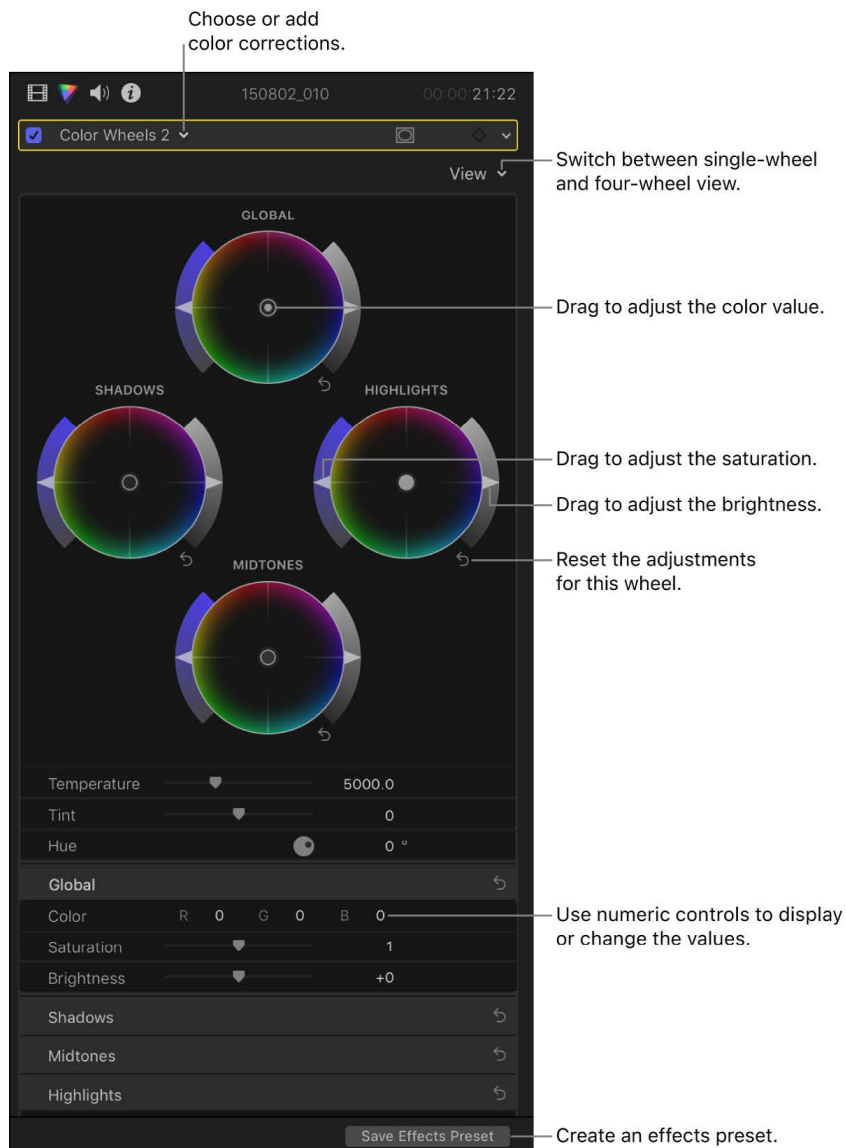 Choose or add
color corrections.
150802_010 00:00:21:22
Color Wheels 2
View
Switch between single-wheel
and four-wheel view.
GLOBAL
Drag to adjust the color value.
SHADOWS
HIGHLIGHTS
Drag to adjust the saturation.
Drag to adjust the brightness.
Reset the adjustments
for this wheel.
MIDTONES
Temperature 5000.0
Tint 0
Hue 0 °
Global
Color R 0 G 0 B 0
Use numeric controls to display
or change the values.
Saturation 1
Brightness +0
Shadows
Midtones
Highlights
Save Effects Preset
Create an effects preset.